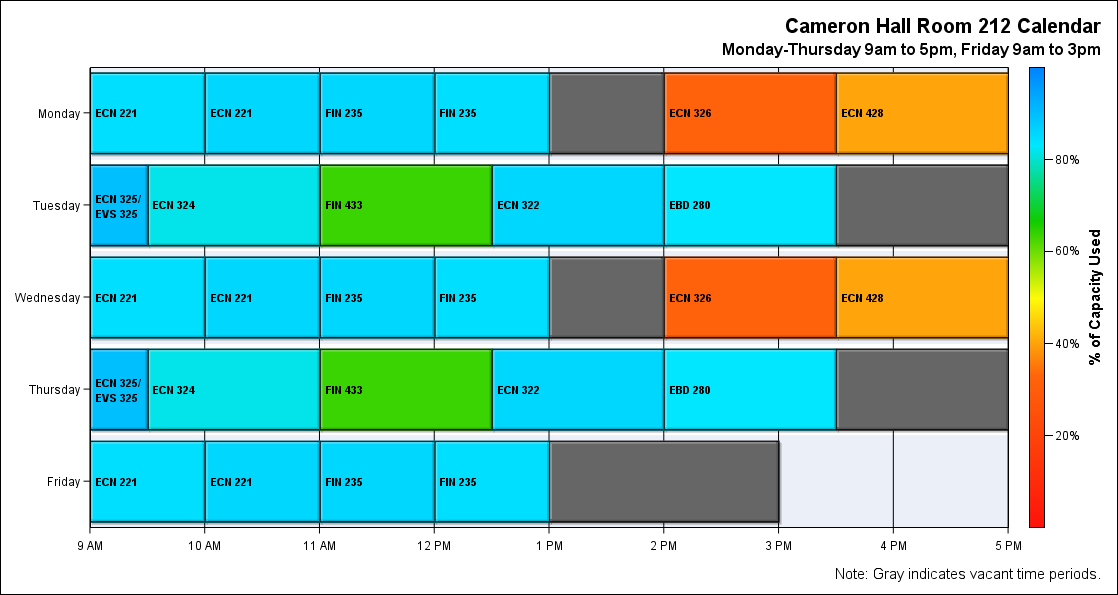 Cameron Hall Room 212 Calendar
Monday-Thursday 9am to 5pm, Friday 9am to 3pm
Monday
ECN 221
ECN 221
FIN 235
FIN 235
ECN 326
ECN 428
Tuesday
ECN 325/
EVS 325
ECN 324
FIN 433
ECN 322
EBD 280
Wednesday
ECN 221
ECN 221
FIN 235
FIN 235
ECN 326
ECN 428
Thursday
ECN 325/
EVS 325
ECN 324
FIN 433
ECN 322
EBD 280
Friday
ECN 221
ECN 221
FIN 235
FIN 235
9 AM
10 AM
11 AM
12 PM
1 PM
2 PM
3 PM
4 PM
5 PM
80%
60%
40%
20%
% of Capacity Used
Note: Gray indicates vacant time periods.